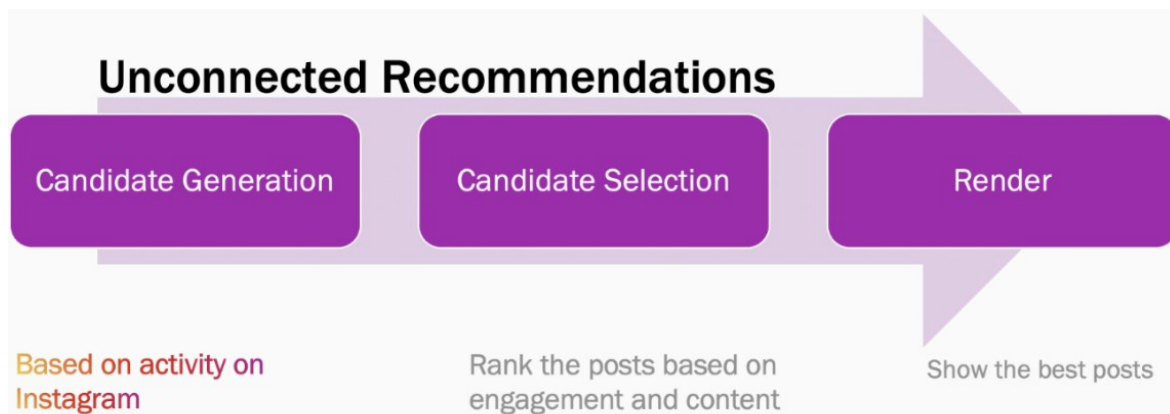 Unconnected Recommendations
Candidate Generation
Candidate Selection
Render
Based on activity on
Instagram
Rank the posts based on
engagement and content
Show the best posts